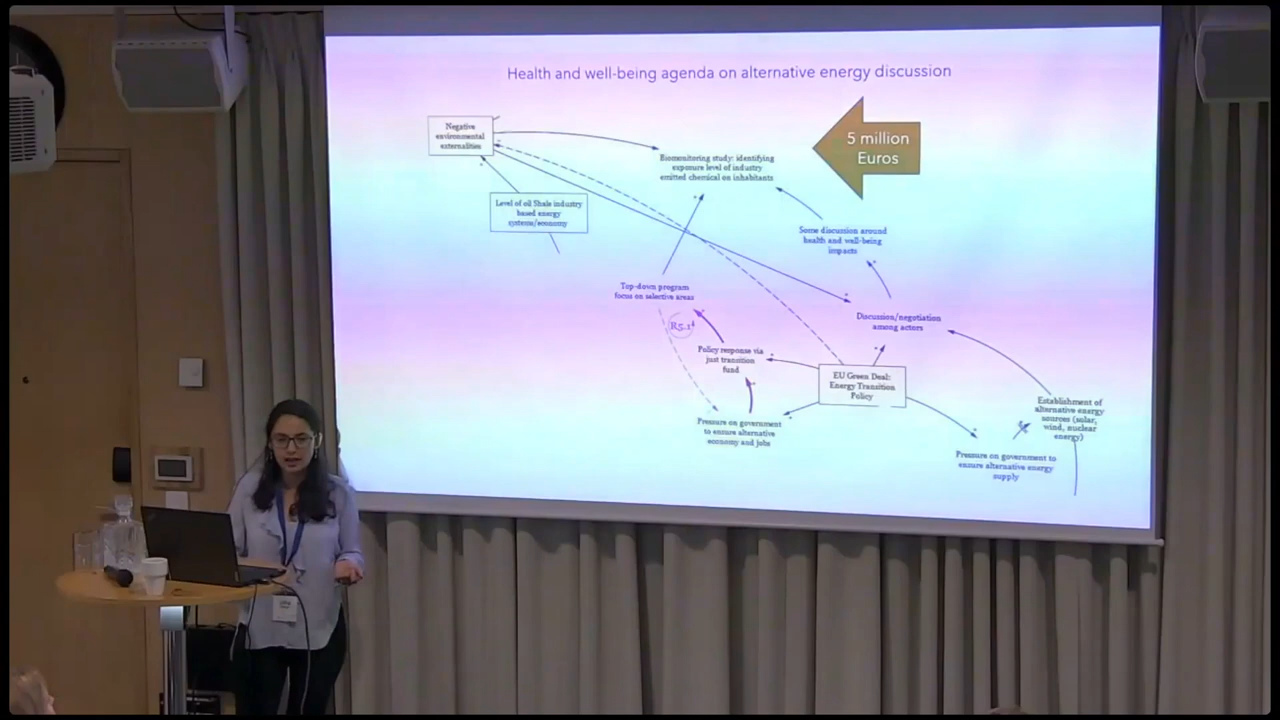 Health and well-being agenda on alternative energy discussion
5 million
Euros
Negative
environmental
externalities
Biomonitoring study: identifying
exposure level of industry
emitted chemical on inhabitants
Level of oil Shale industry
based energy
systems/economy
Some discussion around
health and well-being
impacts
Top-down program
focus on selective areas
R5.1
Discussion/negotiation
among actors
Policy response via
just transition
fund
EU Green Deal:
Energy Transition
Policy
Establishment of
alternative energy
sources (solar,
wind, nuclear
energy)
Pressure on government
to ensure alternative
economy and jobs
Pressure on government to
ensure alternative energy
supply